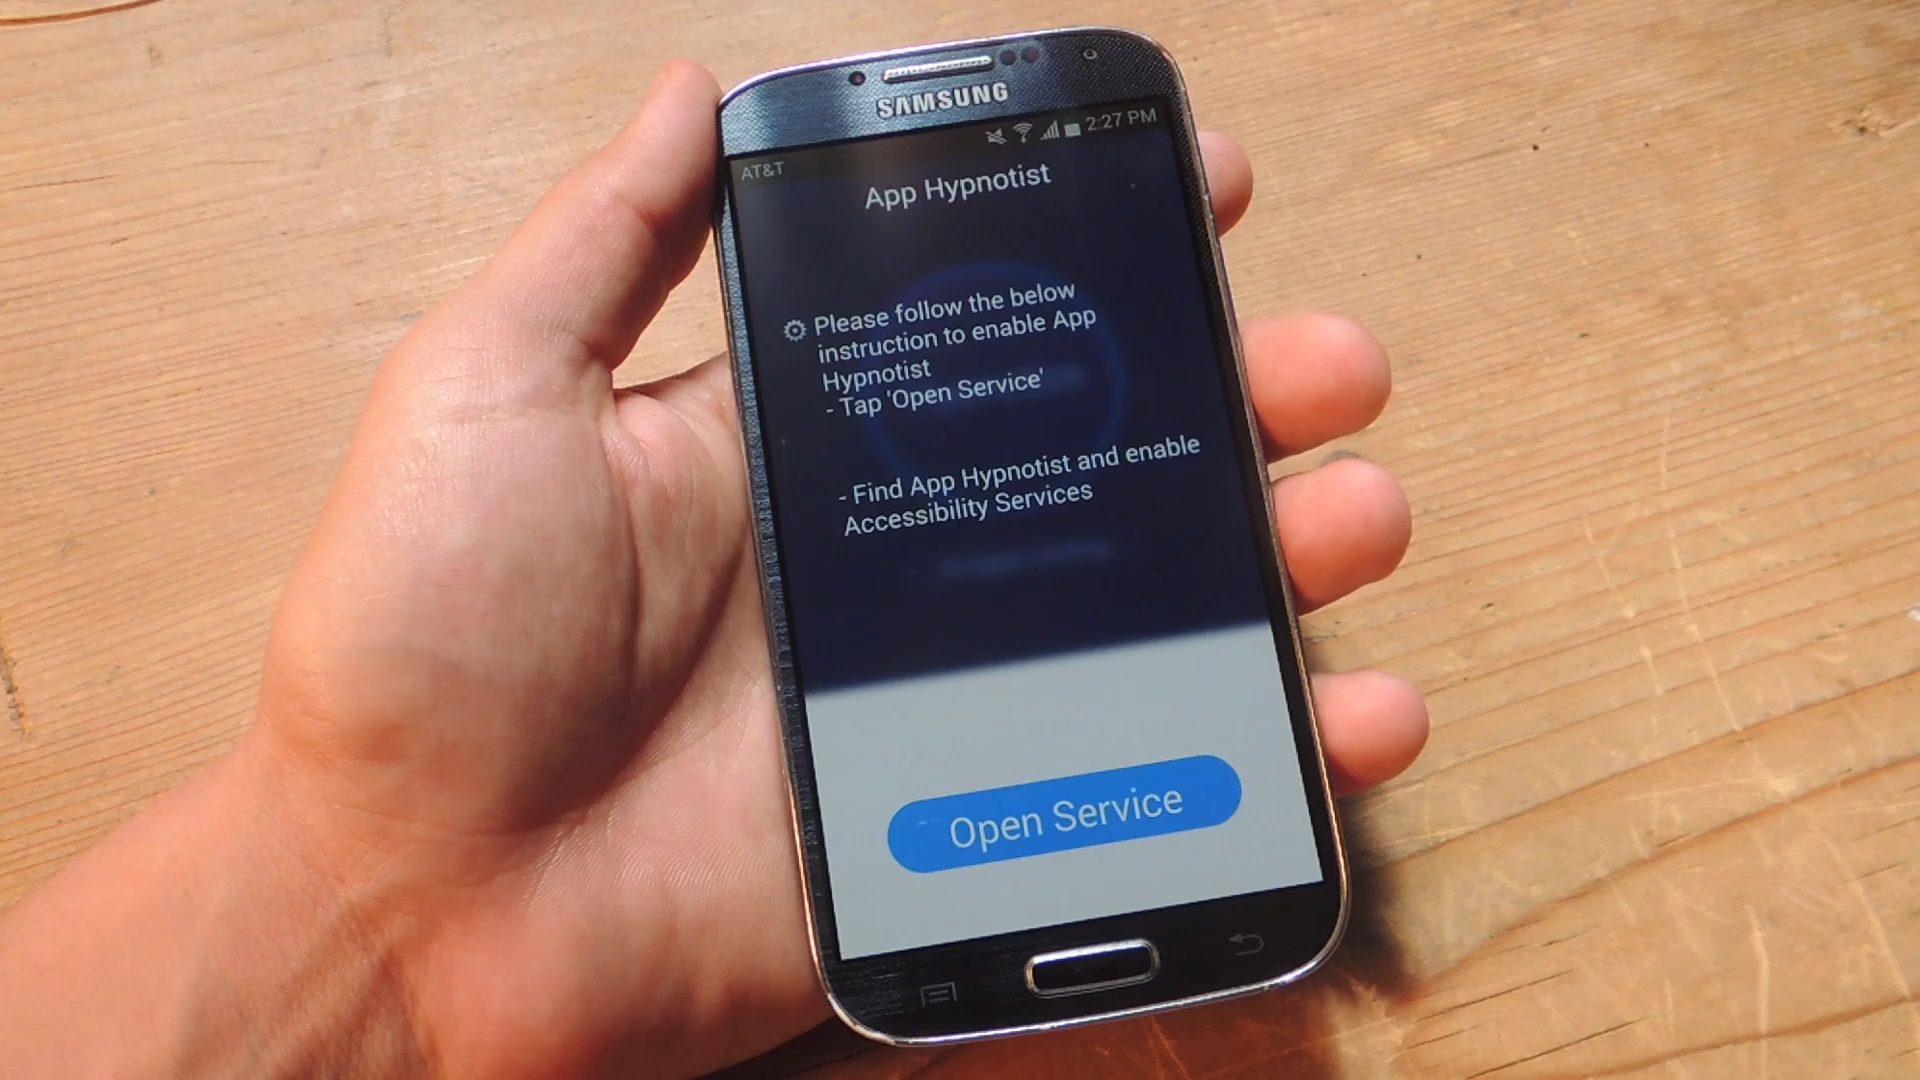 SAMSUNG
AT&T 2:27 PM
App Hypnotist
Please follow the below
instruction to enable App
Hypnotist
- Tap 'Open Service'
- Find App Hypnotist and enable
Accessibility Services
Open Service